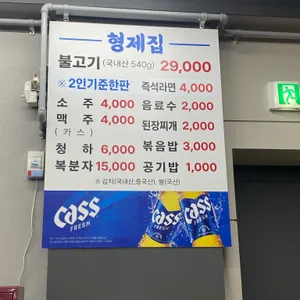 형제집
불고기 (국내산 540g) 29,000
※ 2인기준한판
즉석라면 4,000
소주 4,000
음료수 2,000
맥주 4,000
(카스)
된장찌개 2,000
청하 6,000
볶음밥 3,000
복분자 15,000
공기밥 1,000
※ 김치(국내산,중국산), 쌀(국산)
Cass
FRESH
Cass
FRESH